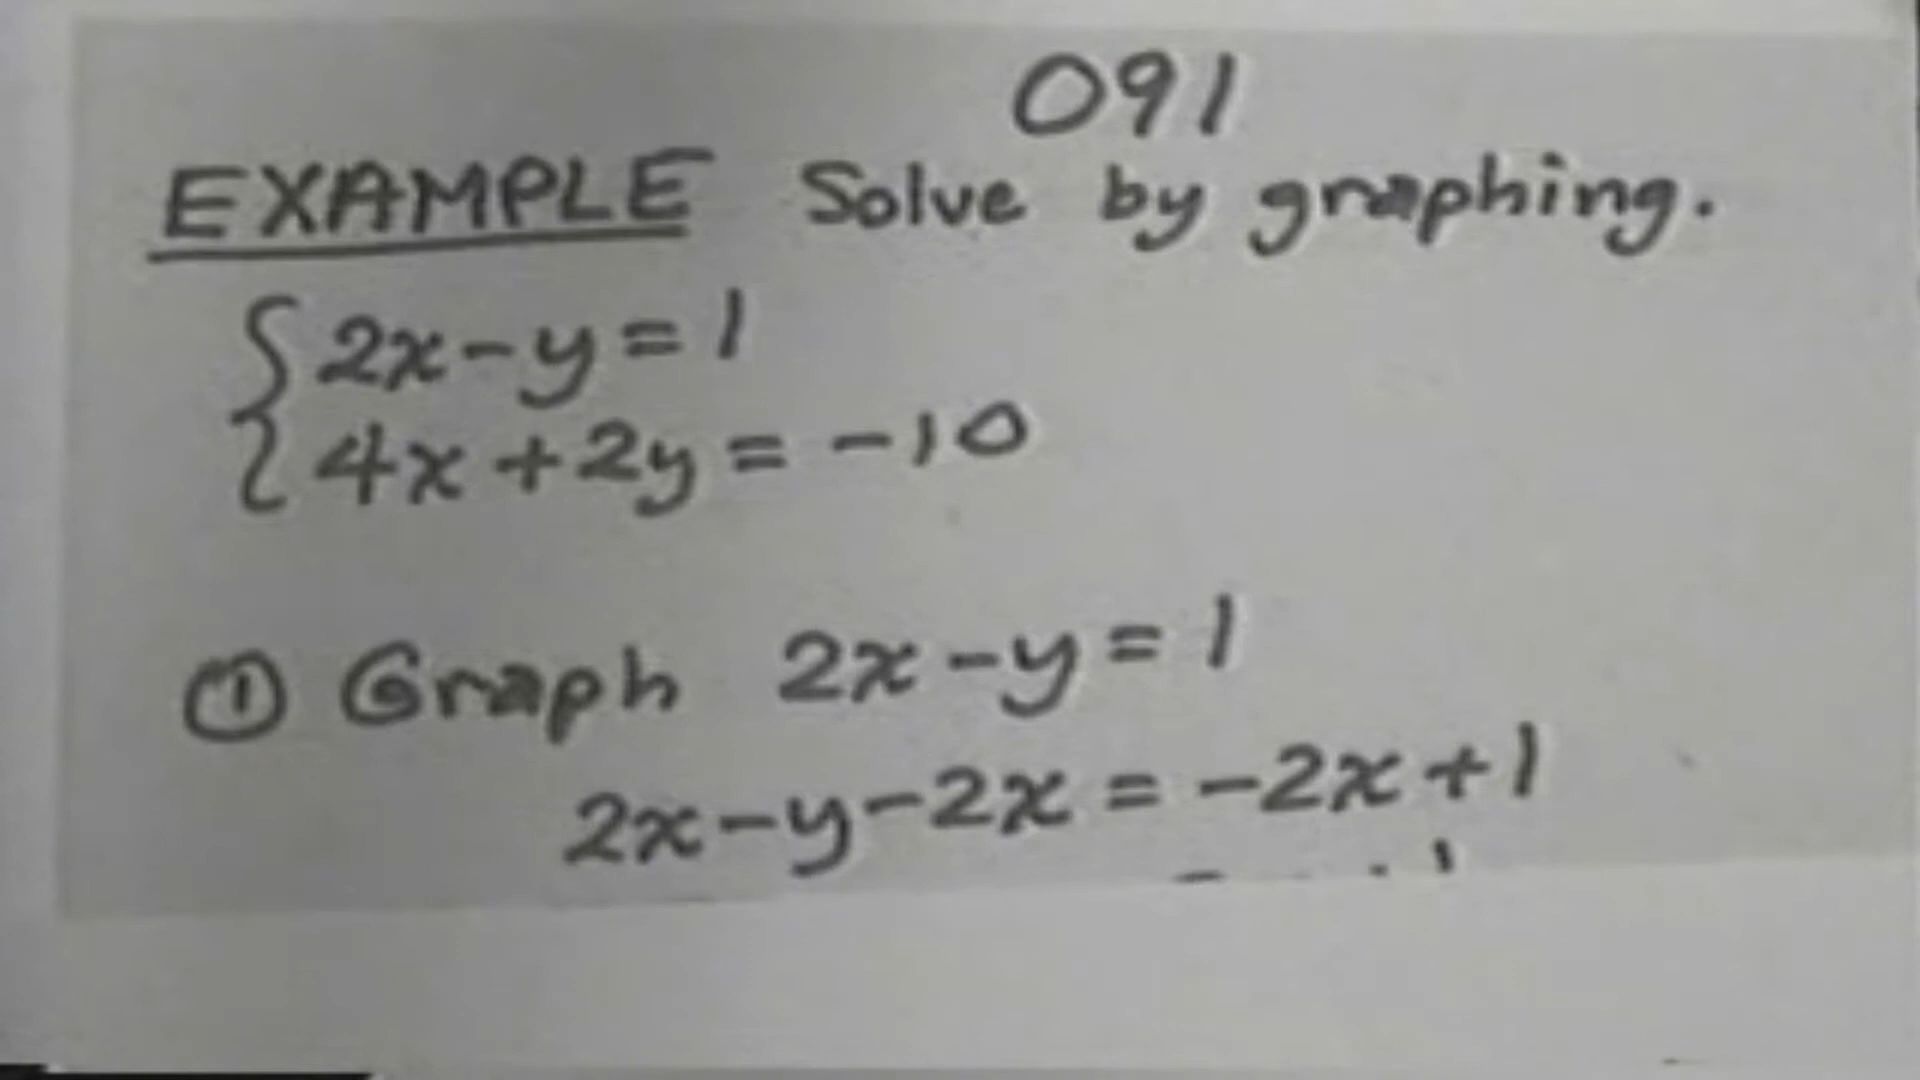 091
EXAMPLE Solve by graphing.
{2x-y=1
4x+2y=-10
① Graph 2x-y=1
2x-y-2x=-2x+1